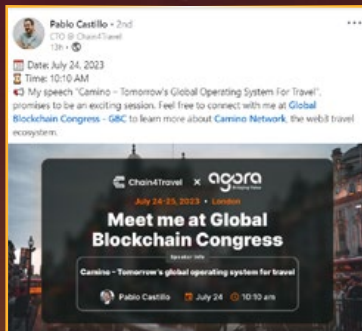 Pablo Castillo • 2nd
CTO @ Chain4Travel
13h •
Date: July 24, 2023
Time: 10:10 AM
My speech "Camino – Tomorrow's Global Operating System For Travel",
promises to be an exciting session. Feel free to connect with me at Global
Blockchain Congress - GBC to learn more about Camino Network, the web3 travel
ecosystem.
Chain4Travel x agora
July 24-25, 2023 • London
Meet me at Global
Blockchain Congress
Speaker Info
Camino – Tomorrow's global operating system for travel
Pablo Castillo July 24 10:10 am